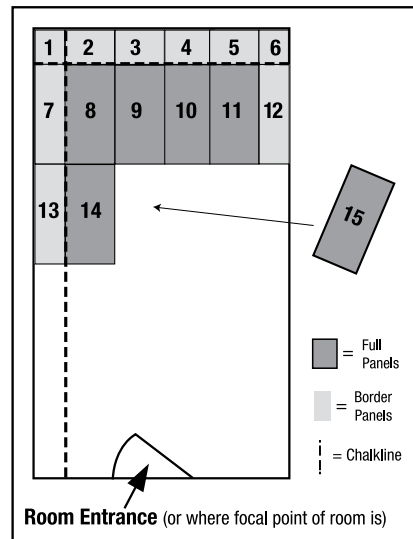 1 2 3 4 5 6
7 8 9 10 11 12
13 14
15
= Full
Panels
= Border
Panels
= Chalkline
Room Entrance (or where focal point of room is)